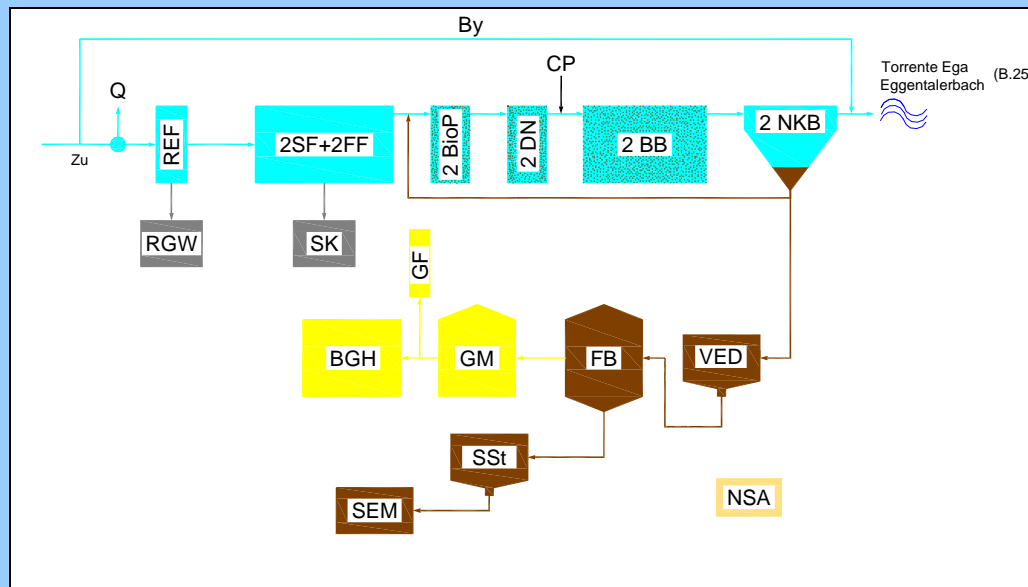 By
CP
Torrente Ega
Eggentalerbach
(B.25
Q
Zu
REF
2SF+2FF
2 BioP
2 DN
2 BB
2 NKB
RGW
SK
GF
BGH
GM
FB
VED
SSt
SEM
NSA